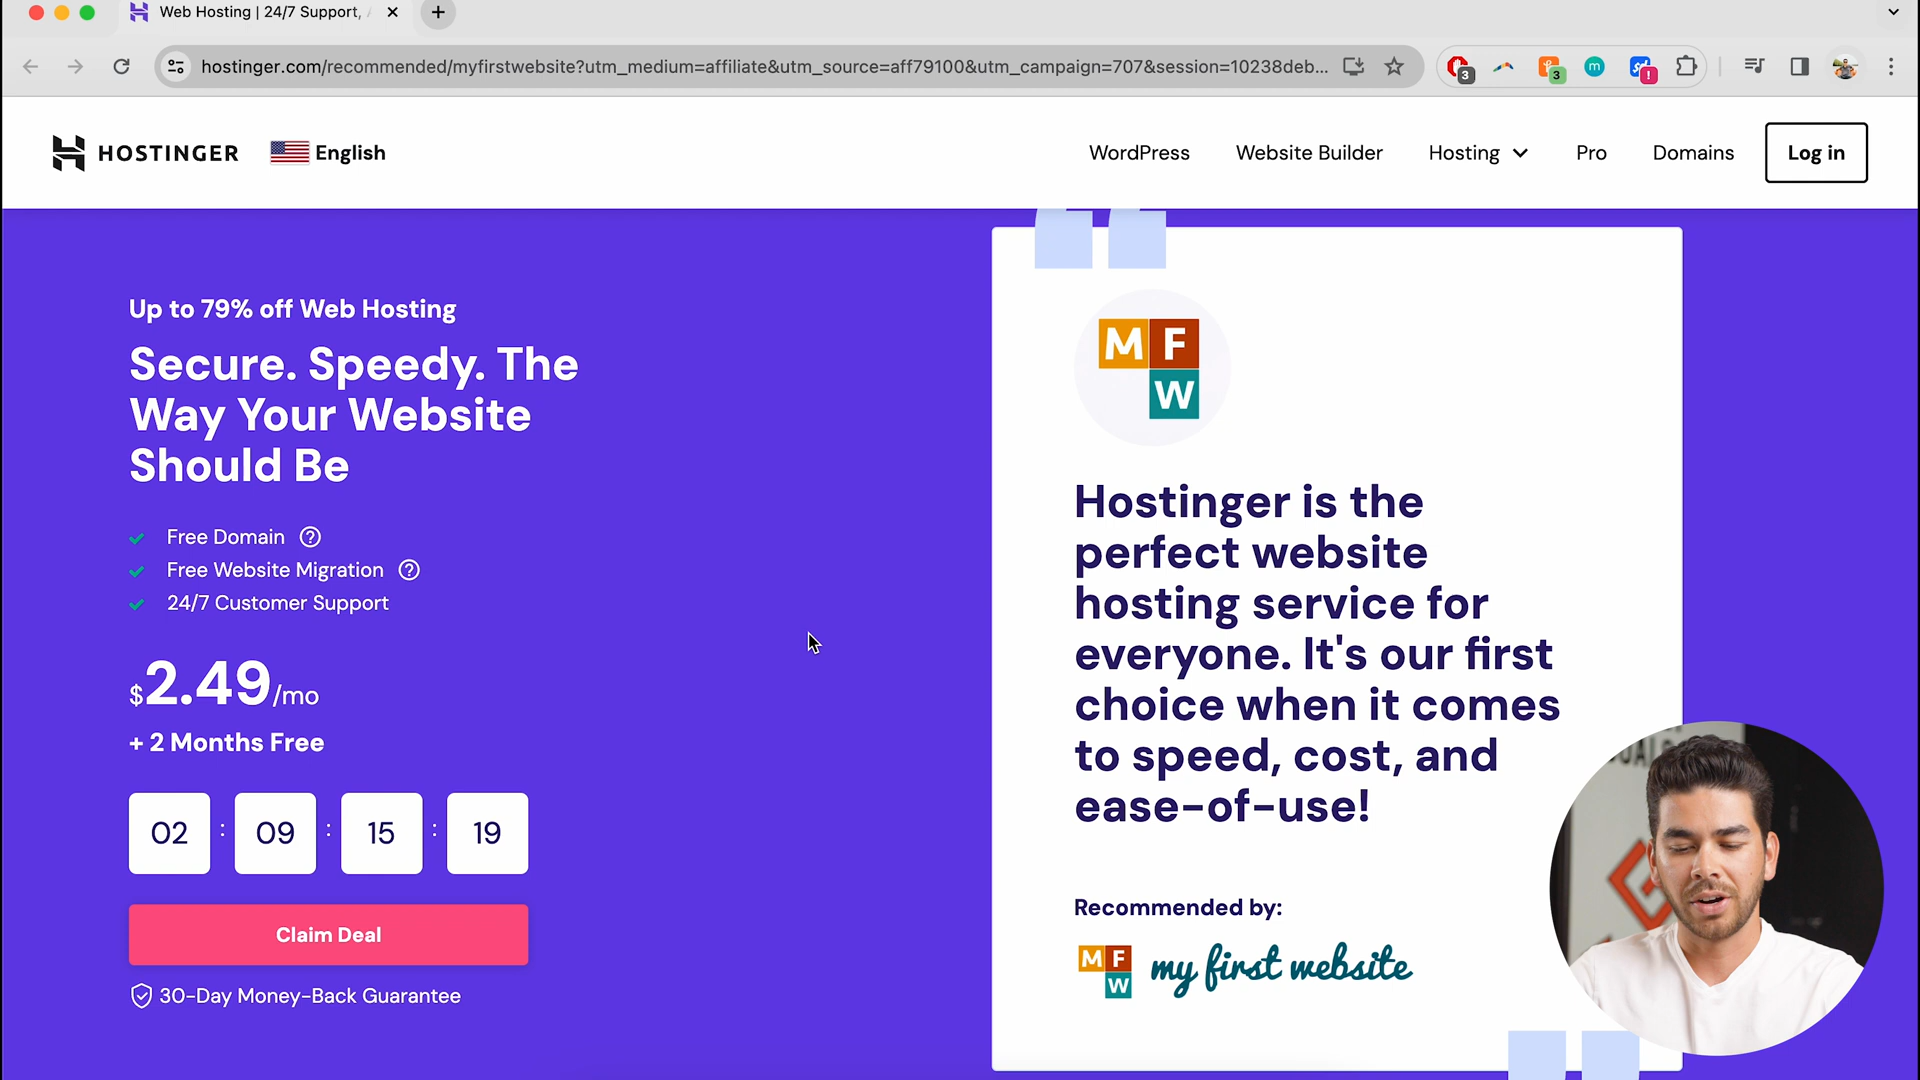 Web Hosting | 24/7 Support,
hostinger.com/recommended/myfirstwebsite?utm_medium=affiliate&utm_source=aff79100&utm_campaign=707&session=10238deb...
3
3
m
!
HOSTINGER
English
WordPress
Website Builder
Hosting
Pro
Domains
Log in
Up to 79% off Web Hosting
Secure. Speedy. The
Way Your Website
Should Be
Free Domain ?
Free Website Migration ?
24/7 Customer Support
$2.49/mo
+ 2 Months Free
02 : 09 : 15 : 19
Claim Deal
30-Day Money-Back Guarantee
M F
W
Hostinger is the
perfect website
hosting service for
everyone. It's our first
choice when it comes
to speed, cost, and
ease-of-use!
Recommended by:
M F
W
my first website